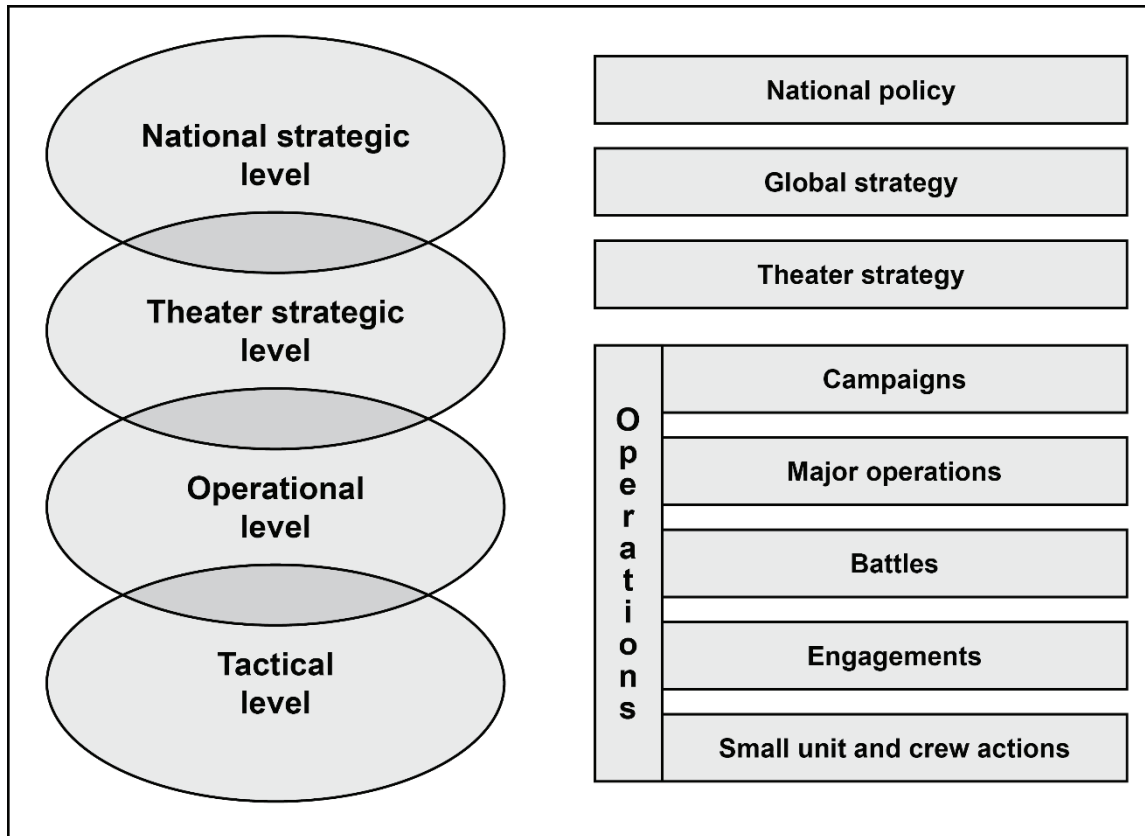 National strategic
level
Theater strategic
level
Operational
level
Tactical
level
National policy
Global strategy
Theater strategy
Operations
Campaigns
Major operations
Battles
Engagements
Small unit and crew actions